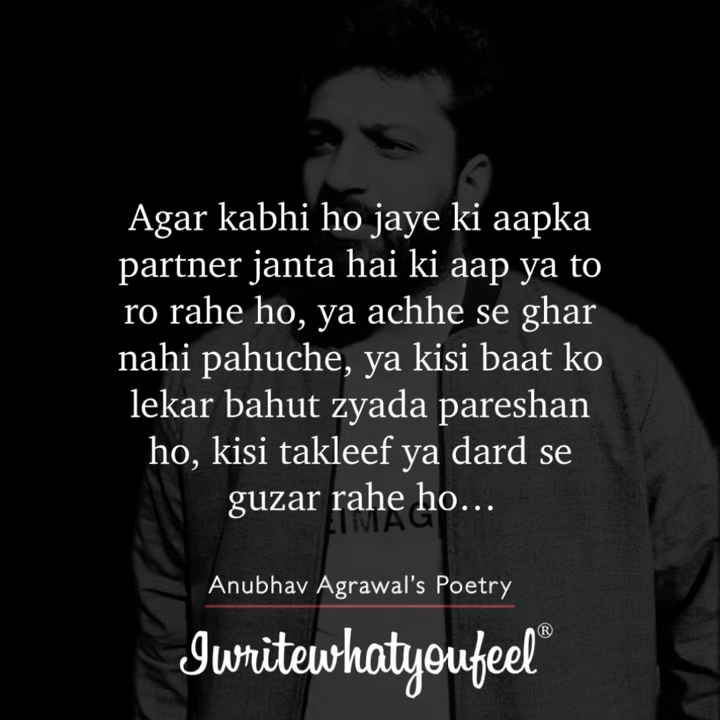 Agar kabhi ho jaye ki aapka
partner janta hai ki aap ya to
ro rahe ho, ya achhe se ghar
nahi pahuche, ya kisi baat ko
lekar bahut zyada pareshan
ho, kisi takleef ya dard se
guzar rahe ho...
EIMAG
Anubhav Agrawal's Poetry
Iwritewhatyoufeel®